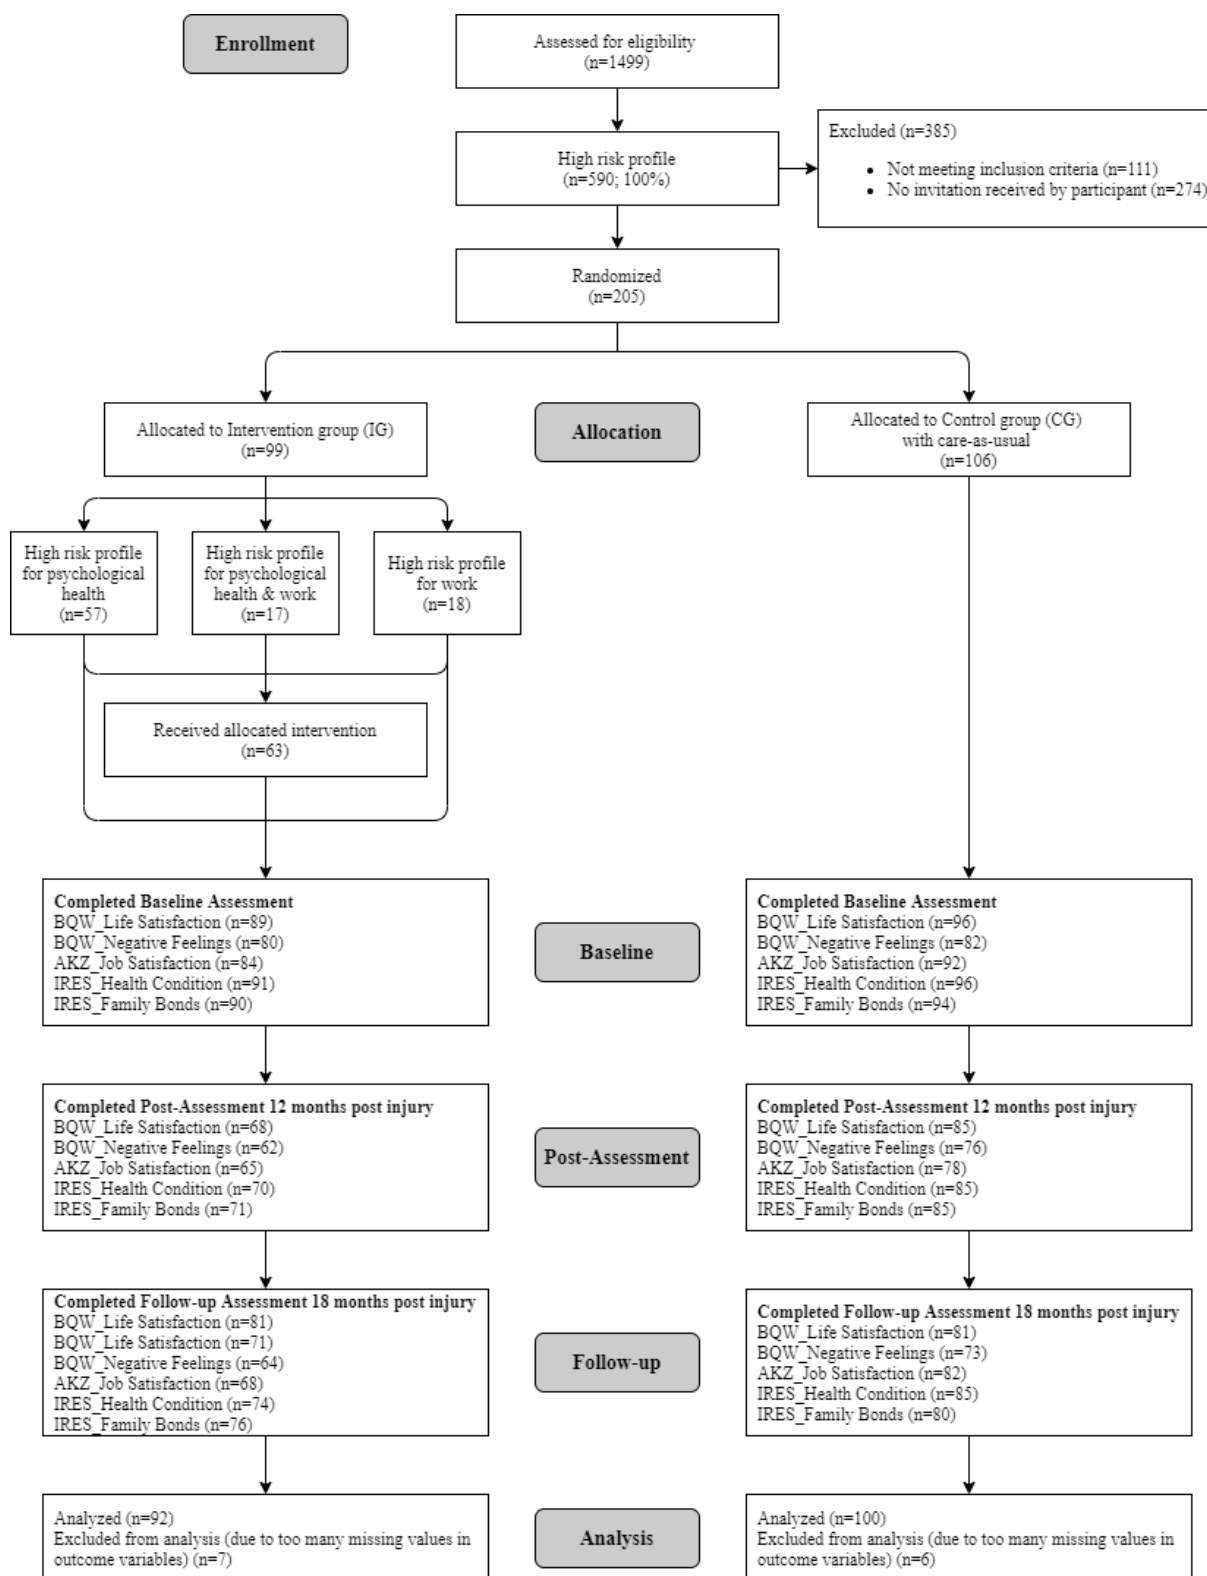 Enrollment
Assessed for eligibility
(n=1499)
High risk profile
(n=590; 100%)
Excluded (n=385)
• Not meeting inclusion criteria (n=111)
• No invitation received by participant (n=274)
Randomized
(n=205)
Allocated to Intervention group (IG)
(n=99)
Allocation
Allocated to Control group (CG)
with care-as-usual
(n=106)
High risk profile
for psychological
health
(n=57)
High risk profile
for psychological
health & work
(n=17)
High risk profile
for work
(n=18)
Received allocated intervention
(n=63)
Completed Baseline Assessment
BQW_Life Satisfaction (n=89)
BQW_Negative Feelings (n=80)
AKZ_Job Satisfaction (n=84)
IRES_Health Condition (n=91)
IRES_Family Bonds (n=90)
Baseline
Completed Baseline Assessment
BQW_Life Satisfaction (n=96)
BQW_Negative Feelings (n=82)
AKZ_Job Satisfaction (n=92)
IRES_Health Condition (n=96)
IRES_Family Bonds (n=94)
Completed Post-Assessment 12 months post injury
BQW_Life Satisfaction (n=68)
BQW_Negative Feelings (n=62)
AKZ_Job Satisfaction (n=65)
IRES_Health Condition (n=70)
IRES_Family Bonds (n=71)
Post-Assessment
Completed Post-Assessment 12 months post injury
BQW_Life Satisfaction (n=85)
BQW_Negative Feelings (n=76)
AKZ_Job Satisfaction (n=78)
IRES_Health Condition (n=85)
IRES_Family Bonds (n=85)
Completed Follow-up Assessment 18 months post injury
BQW_Life Satisfaction (n=81)
BQW_Life Satisfaction (n=71)
BQW_Negative Feelings (n=64)
AKZ_Job Satisfaction (n=68)
IRES_Health Condition (n=74)
IRES_Family Bonds (n=76)
Follow-up
Completed Follow-up Assessment 18 months post injury
BQW_Life Satisfaction (n=81)
BQW_Negative Feelings (n=73)
AKZ_Job Satisfaction (n=82)
IRES_Health Condition (n=85)
IRES_Family Bonds (n=80)
Analyzed (n=92)
Excluded from analysis (due to too many missing values in
outcome variables) (n=7)
Analysis
Analyzed (n=100)
Excluded from analysis (due to too many missing values in
outcome variables) (n=6)